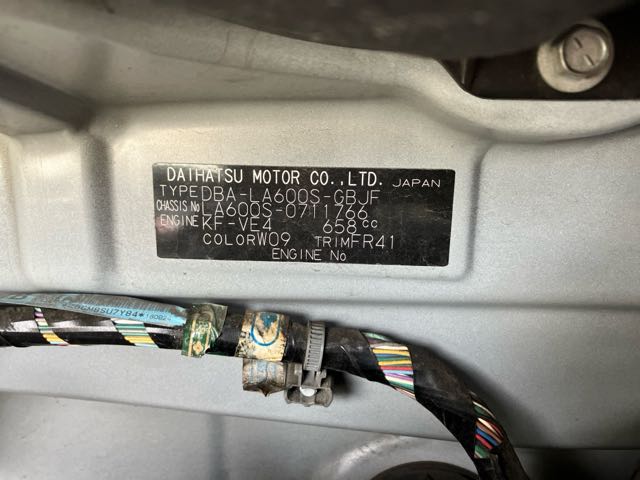 DAIHATSU MOTOR CO.,LTD. JAPAN
TYPE DBA-LA600S-GBJF
CHASSIS No LA600S-0711766
ENGINE KF-VE4 658cc
COLOR W09 TRIM FR41
ENGINE No